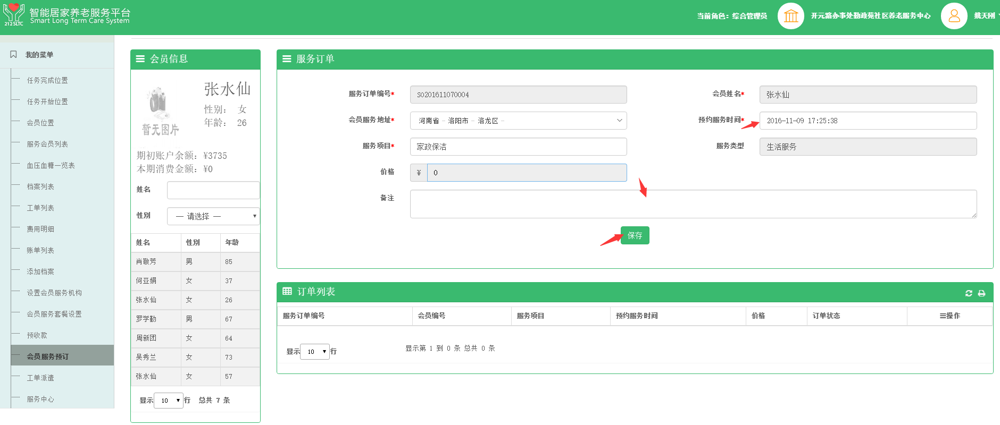 智能居家养老服务平台
Smart Long Term Care System
212 SLTC
当前角色：综合管理员
开元路办事处勤政苑社区养老服务中心
姚天刚
我的菜单
任务完成位置
任务开始位置
会员位置
服务会员列表
血压血糖一览表
档案列表
工单列表
费用明细
账单列表
添加档案
设置会员服务机构
会员服务套餐设置
预收款
会员服务预订
工单派遣
服务中心
会员信息
暂无图片
张水仙
性别： 女
年龄： 26
期初账户余额：¥3735
本期消费金额：¥0
姓名
性别 — 请选择 —
姓名 性别 年龄
肖敬芳 男 85
何亚娟 女 37
张水仙 女 26
罗学勤 男 67
周新团 女 64
吴秀兰 女 73
张水仙 女 57
显示 10 行 总共 7 条
服务订单
服务订单编号* SO201611070004
会员姓名* 张水仙
会员服务地址* 河南省 - 洛阳市 - 洛龙区 -
预约服务时间* 2016-11-09 17:25:38
服务项目* 家政保洁
服务类型 生活服务
价格 ¥ 0
备注
保存
订单列表
服务订单编号 会员编号 服务项目 预约服务时间 价格 订单状态 操作
显示 10 行 显示第 1 到 0 条 总共 0 条